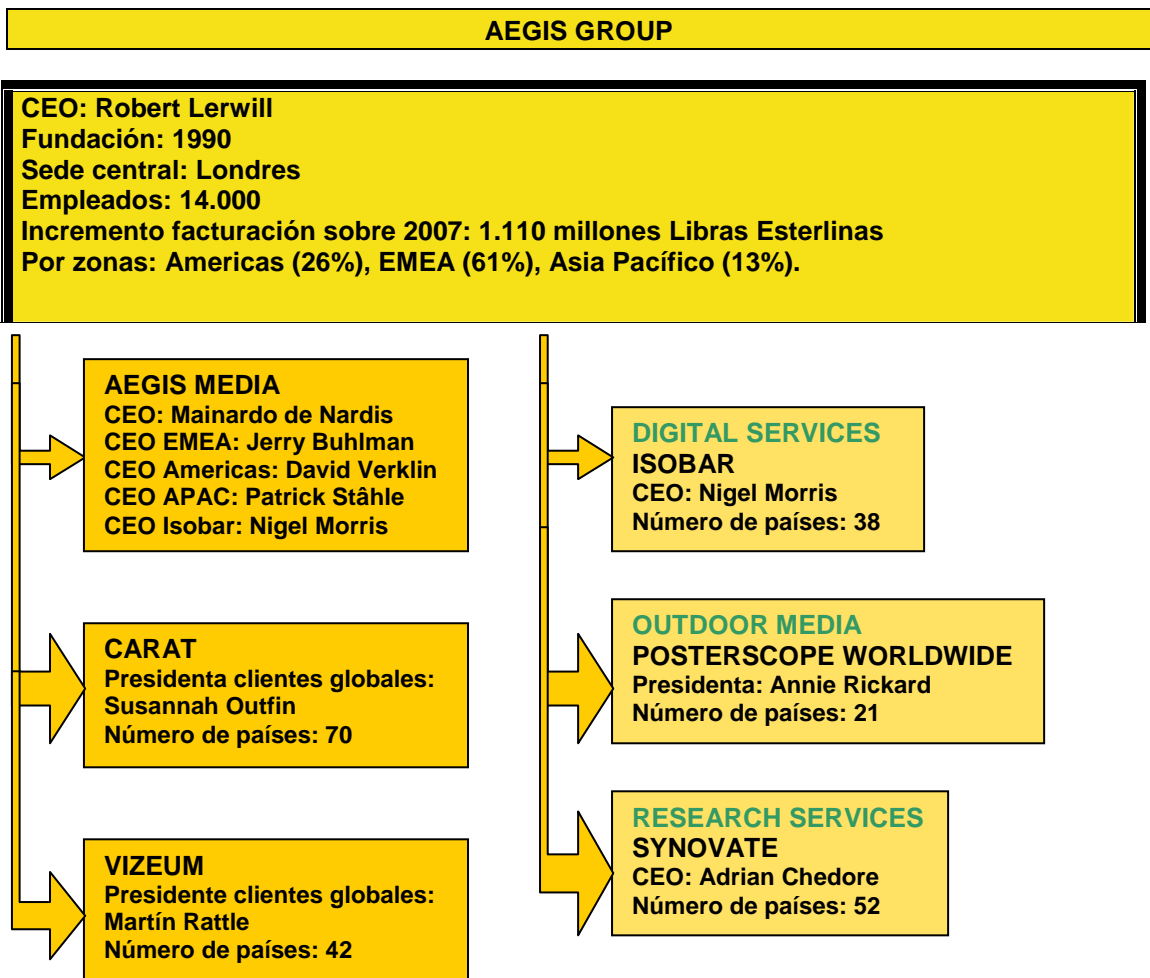 AEGIS GROUP
CEO: Robert Lerwill
Fundación: 1990
Sede central: Londres
Empleados: 14.000
Incremento facturación sobre 2007: 1.110 millones Libras Esterlinas
Por zonas: Americas (26%), EMEA (61%), Asia Pacífico (13%).
AEGIS MEDIA
CEO: Mainardo de Nardis
CEO EMEA: Jerry Buhlman
CEO Americas: David Verklin
CEO APAC: Patrick Stâhle
CEO Isobar: Nigel Morris
CARAT
Presidenta clientes globales:
Susannah Outfin
Número de países: 70
VIZEUM
Presidente clientes globales:
Martín Rattle
Número de países: 42
DIGITAL SERVICES
ISOBAR
CEO: Nigel Morris
Número de países: 38
OUTDOOR MEDIA
POSTERSCOPE WORLDWIDE
Presidenta: Annie Rickard
Número de países: 21
RESEARCH SERVICES
SYNOVATE
CEO: Adrian Chedore
Número de países: 52